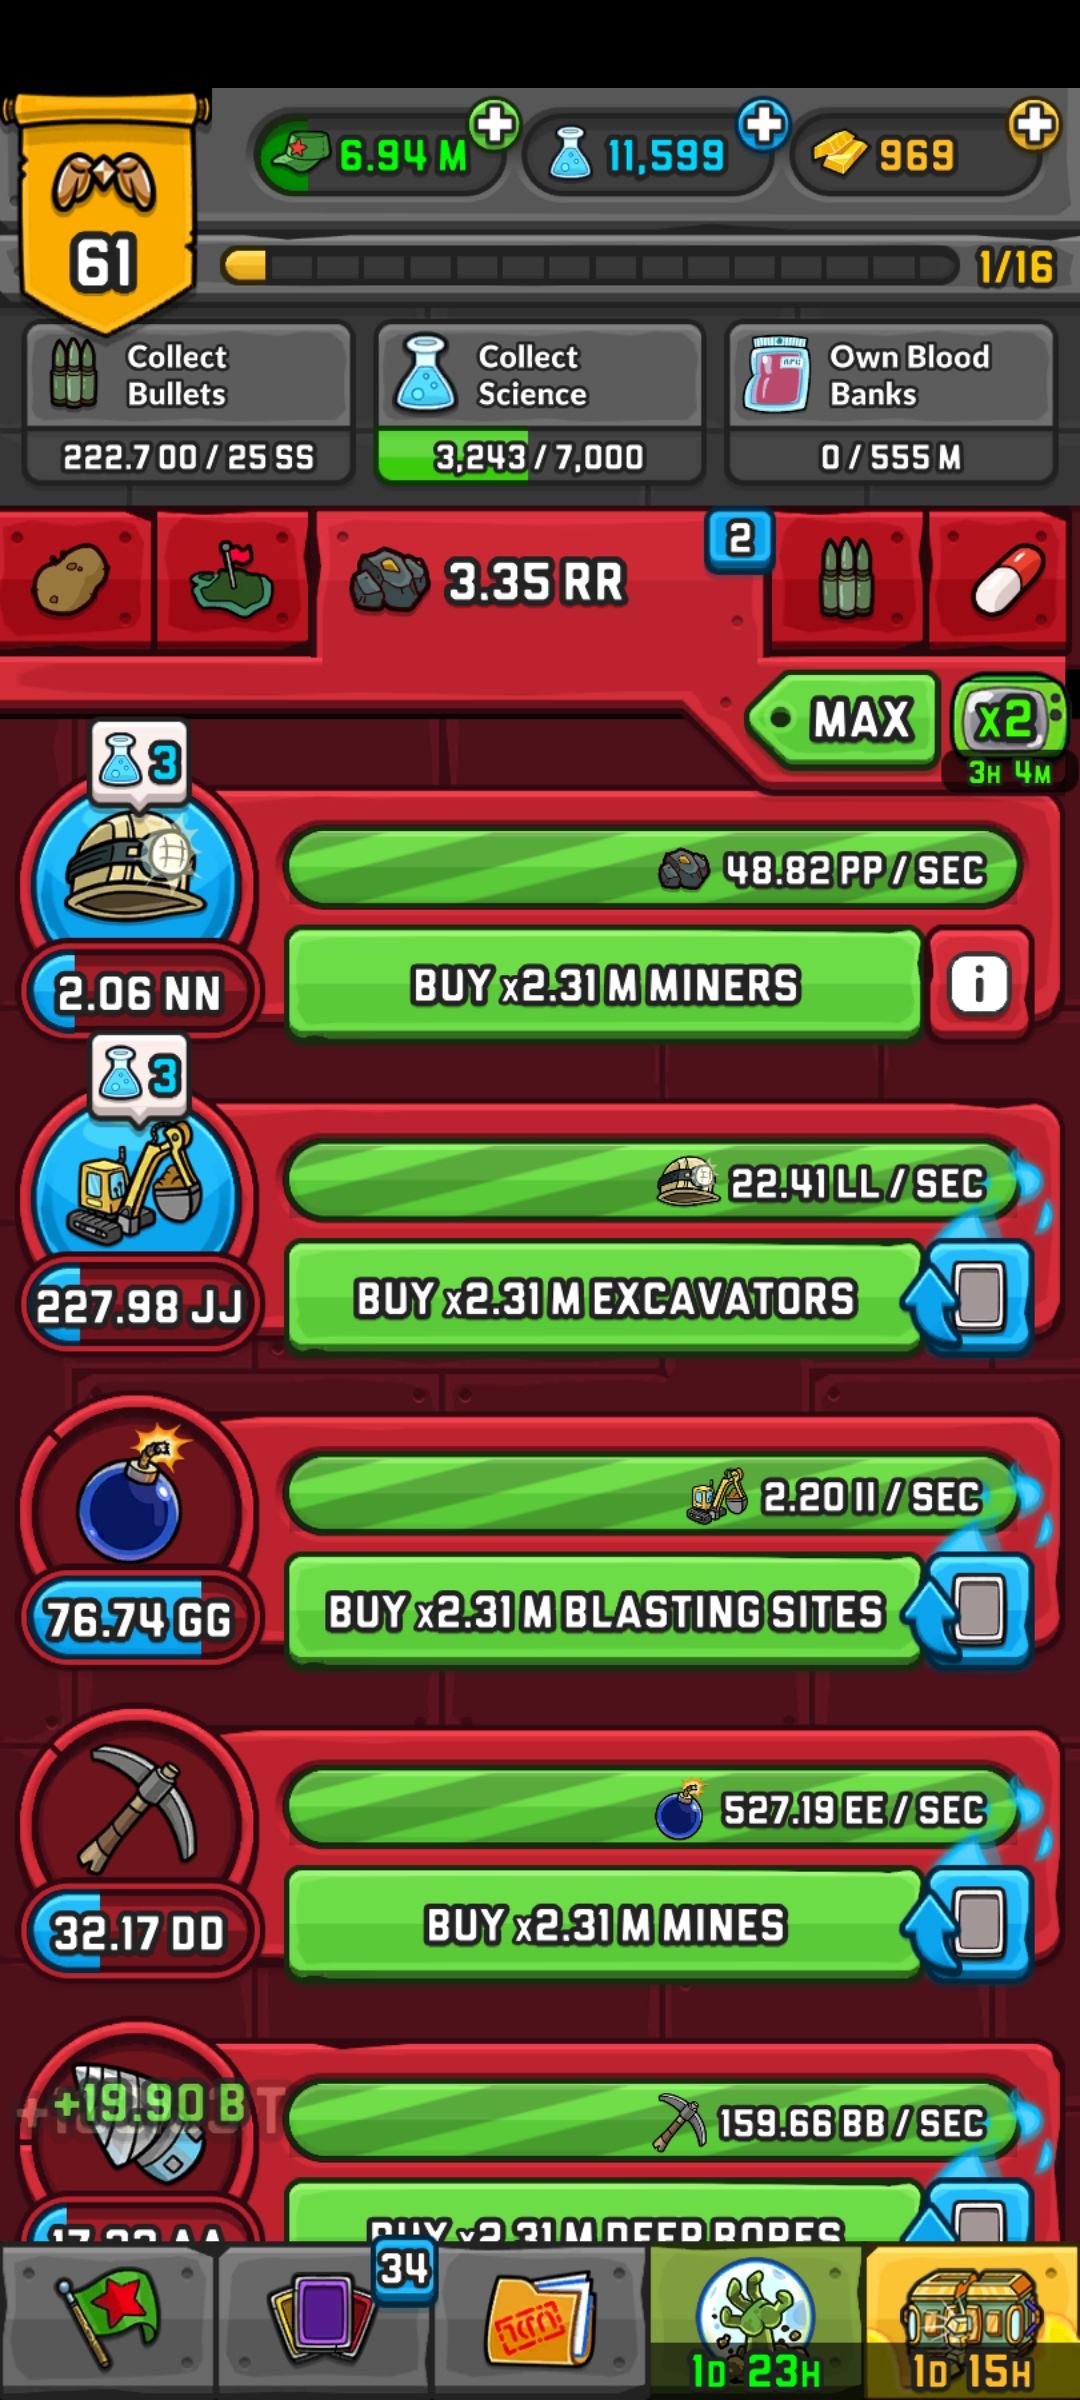 6.94 M
11,599
969
61
1/16
Collect
Bullets
222.7 OO / 25 SS
Collect
Science
3,243 / 7,000
Own Blood
Banks
0 / 555 M
3.35 RR
2
MAX
x2
3H 4M
3
48.82 PP / SEC
2.06 NN
BUY x2.31 M MINERS
i
3
22.41 LL / SEC
227.98 JJ
BUY x2.31 M EXCAVATORS
2.20 II / SEC
76.74 GG
BUY x2.31 M BLASTING SITES
527.19 EE / SEC
32.17 DD
BUY x2.31 M MINES
+19.90 B
159.66 BB / SEC
BUY x2.31 M DEEP BORES
34
1D 23H
1D 15H